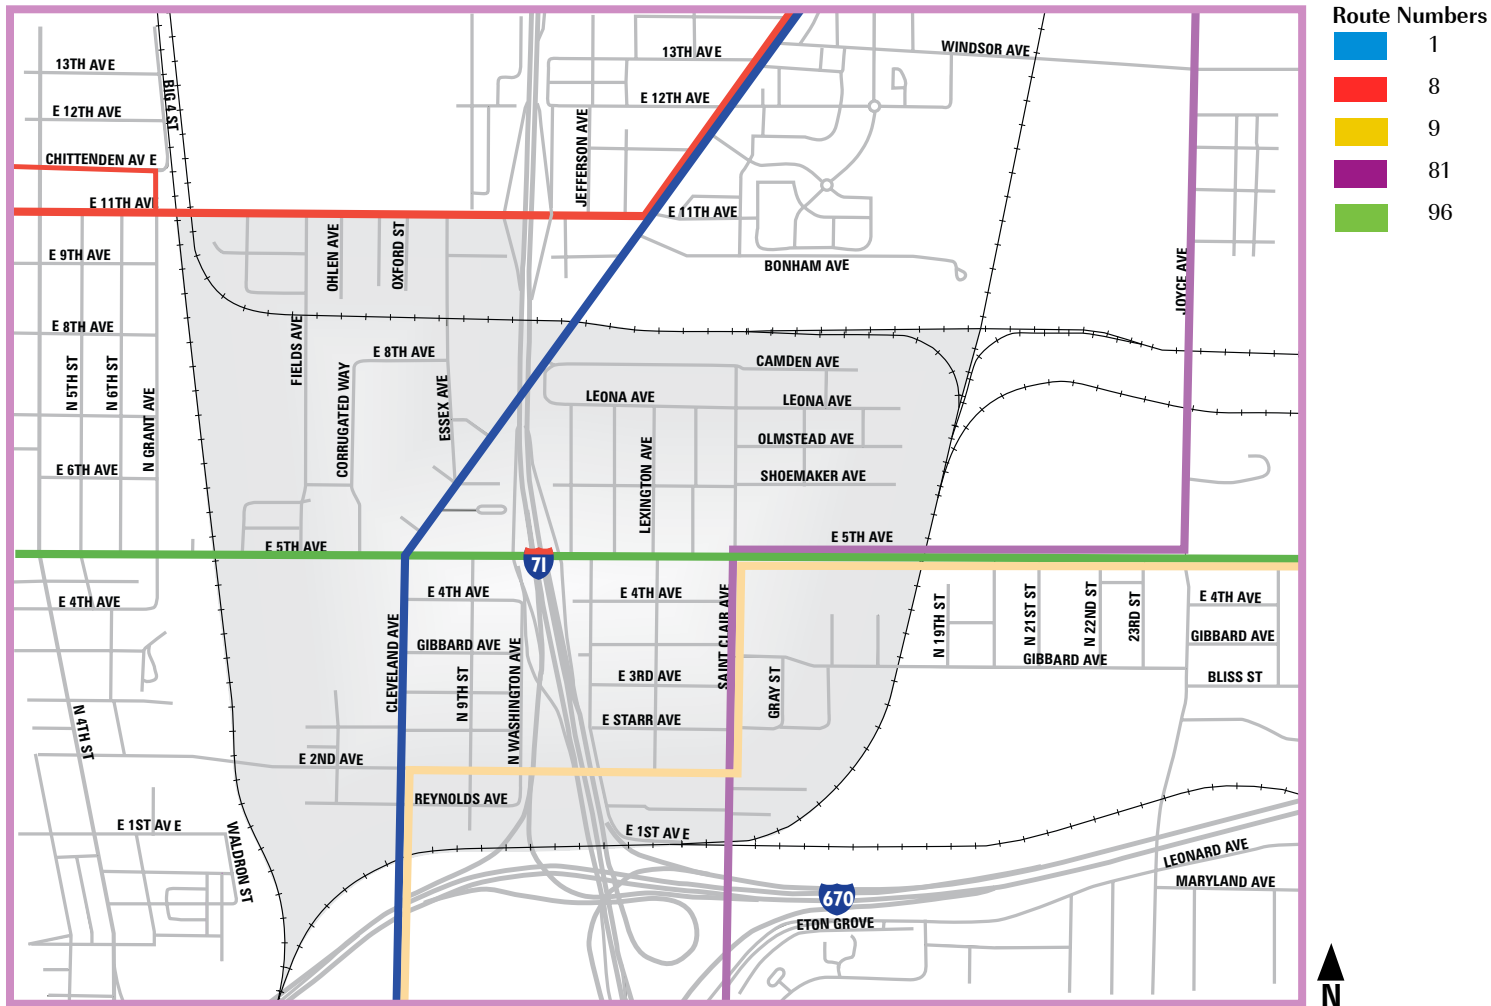 Route Numbers
1
8
9
81
96
13TH AVE
WINDSOR AVE
13TH AVE
BIG 4 ST
E 12TH AVE
E 12TH AVE
JEFFERSON AVE
CHITTENDEN AV E
E 11TH AVE
E 11TH AVE
OHLEN AVE
OXFORD ST
E 9TH AVE
BONHAM AVE
JOYCE AVE
E 8TH AVE
FIELDS AVE
E 8TH AVE
CAMDEN AVE
N 5TH ST
N 6TH ST
N GRANT AVE
CORRUGATED WAY
ESSEX AVE
LEONA AVE
LEONA AVE
OLMSTEAD AVE
LEXINGTON AVE
E 6TH AVE
SHOEMAKER AVE
E 5TH AVE
E 5TH AVE
71
E 4TH AVE
E 4TH AVE
E 4TH AVE
SAINT CLAIR AVE
N 19TH ST
N 21ST ST
N 22ND ST
23RD ST
E 4TH AVE
CLEVELAND AVE
GIBBARD AVE
GIBBARD AVE
GIBBARD AVE
N 9TH ST
N WASHINGTON AVE
E 3RD AVE
GRAY ST
BLISS ST
N 4TH ST
E STARR AVE
E 2ND AVE
REYNOLDS AVE
E 1ST AV E
WALDRON ST
E 1ST AV E
LEONARD AVE
MARYLAND AVE
670
ETON GROVE
N